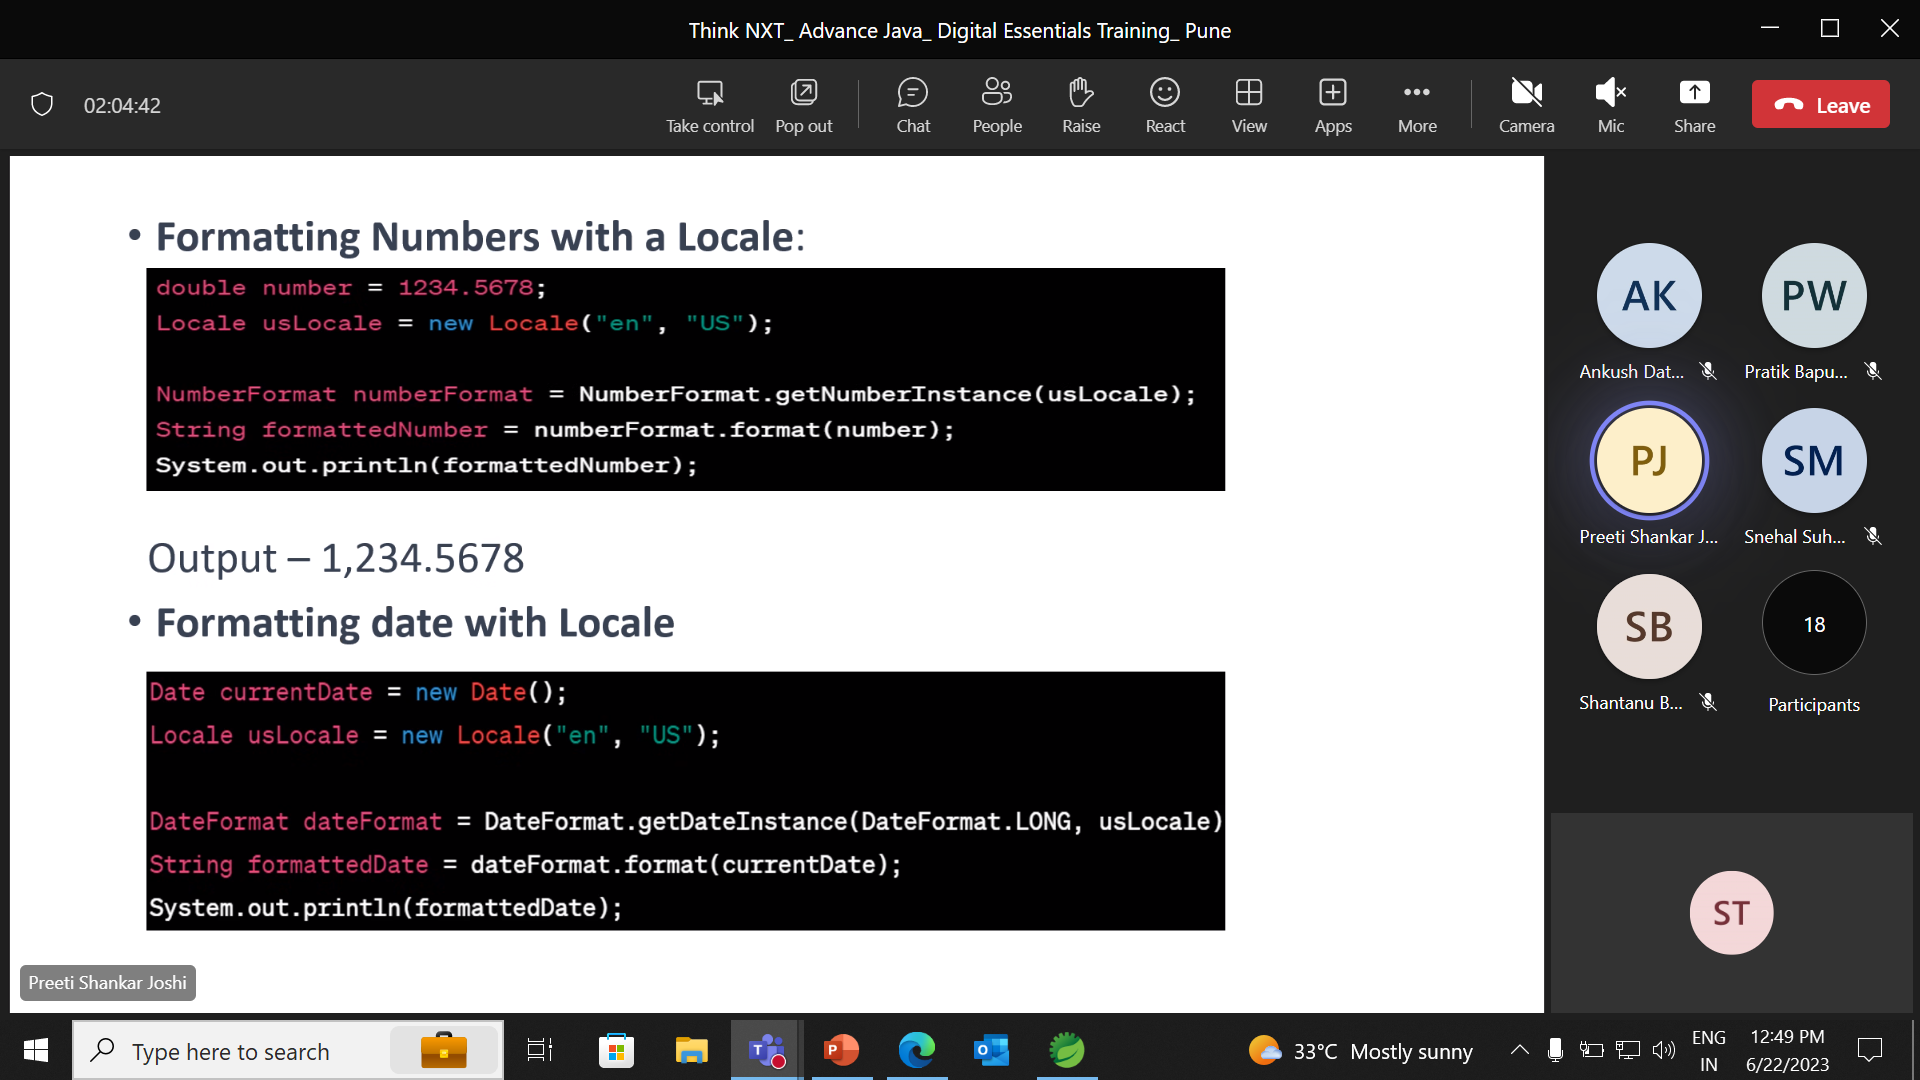 Think NXT_ Advance Java_ Digital Essentials Training_ Pune
02:04:42
Take control
Pop out
Chat
People
Raise
React
View
Apps
More
Camera
Mic
Share
Leave
• Formatting Numbers with a Locale:
double number = 1234.5678;
Locale usLocale = new Locale("en", "US");
NumberFormat numberFormat = NumberFormat.getNumberInstance(usLocale);
String formattedNumber = numberFormat.format(number);
System.out.println(formattedNumber);
Output – 1,234.5678
• Formatting date with Locale
Date currentDate = new Date();
Locale usLocale = new Locale("en", "US");
DateFormat dateFormat = DateFormat.getDateInstance(DateFormat.LONG, usLocale)
String formattedDate = dateFormat.format(currentDate);
System.out.println(formattedDate);
Preeti Shankar Joshi
AK
Ankush Dat...
PW
Pratik Bapu...
PJ
Preeti Shankar J...
SM
Snehal Suh...
SB
Shantanu B...
18
Participants
ST
Type here to search
33°C Mostly sunny
ENG
IN
12:49 PM
6/22/2023